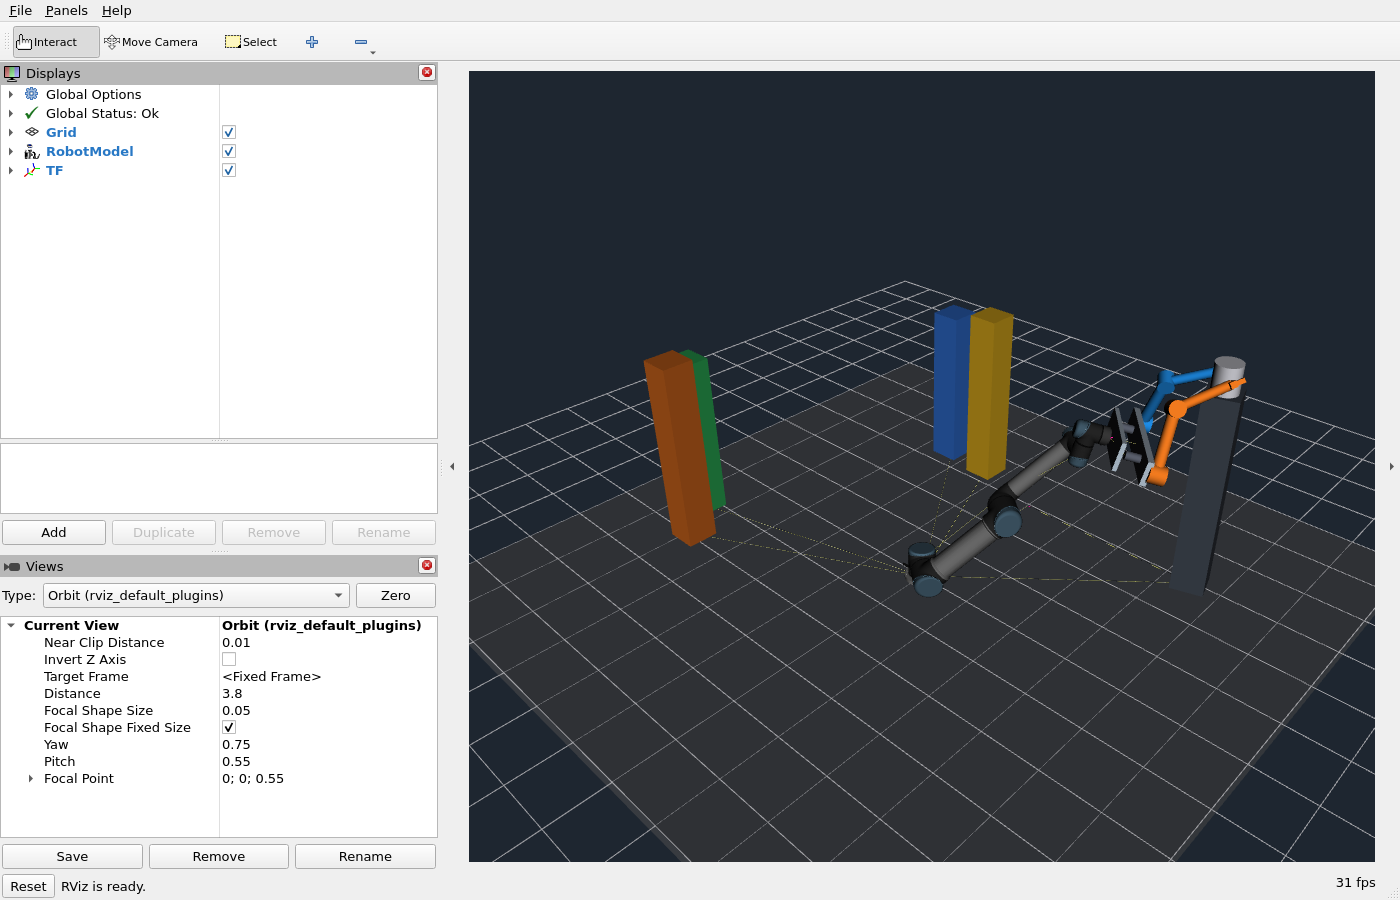 File Panels Help
Interact Move Camera Select
Displays
Global Options
Global Status: Ok
Grid
RobotModel
TF
Add Duplicate Remove Rename
Views
Type: Orbit (rviz_default_plugins) Zero
Current View Orbit (rviz_default_plugins)
Near Clip Distance 0.01
Invert Z Axis
Target Frame <Fixed Frame>
Distance 3.8
Focal Shape Size 0.05
Focal Shape Fixed Size
Yaw 0.75
Pitch 0.55
Focal Point 0; 0; 0.55
Save Remove Rename
Reset RViz is ready. 31 fps